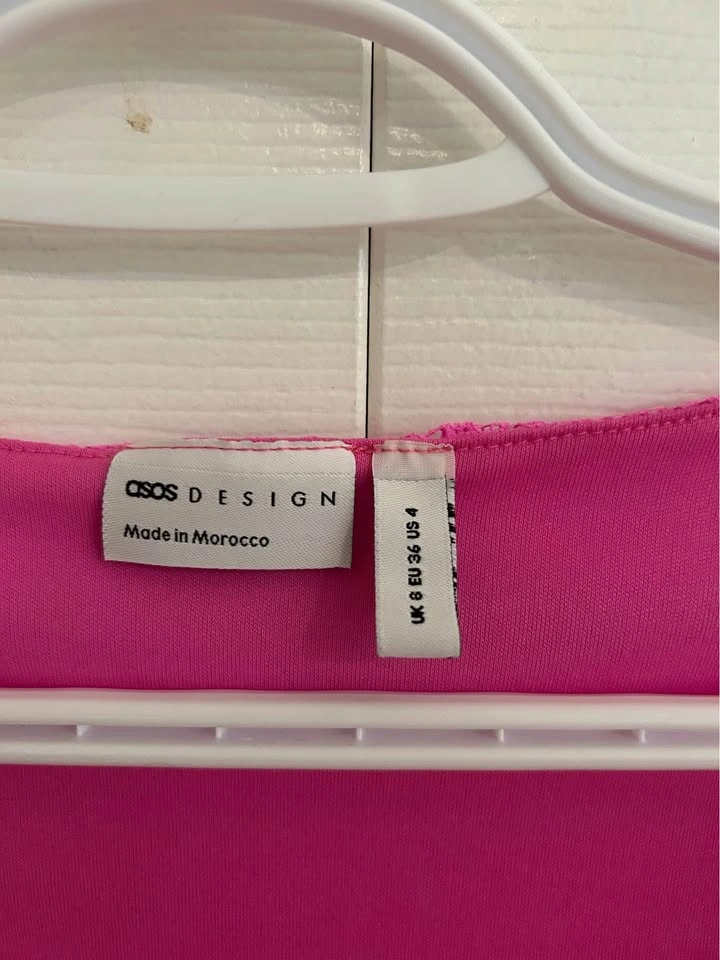 asos DESIGN
Made in Morocco
UK 8 EU 36 US 4